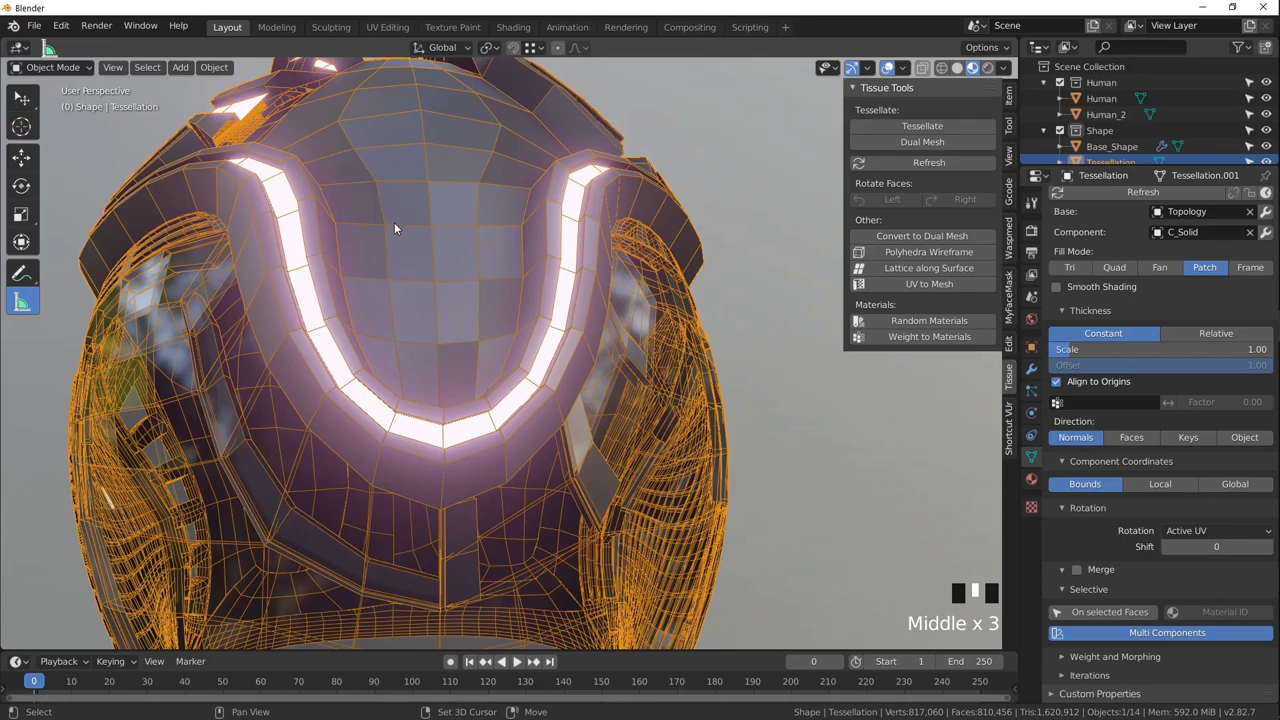 Blender
File Edit Render Window Help
Layout Modeling Sculpting UV Editing Texture Paint Shading Animation Rendering Compositing Scripting +
Scene
View Layer
Object Mode View Select Add Object
Global
Options
User Perspective
(0) Shape | Tessellation
Tissue Tools
Tessellate:
Tessellate
Dual Mesh
Refresh
Rotate Faces:
Left Right
Other:
Convert to Dual Mesh
Polyhedra Wireframe
Lattice along Surface
UV to Mesh
Materials:
Random Materials
Weight to Materials
Item
Tool
View
Gcode
Waspmed
MyFaceMask
Edit
Tissue
Shortcut VUr
Scene Collection
Human
Human
Human_2
Shape
Base_Shape
Tessellation
Tessellation Tessellation.001
Refresh
Base: Topology
Component: C_Solid
Fill Mode:
Tri Quad Fan Patch Frame
Smooth Shading
Thickness
Constant Relative
Scale 1.00
Offset 1.00
Align to Origins
Factor 0.00
Direction:
Normals Faces Keys Object
Component Coordinates
Bounds Local Global
Rotation
Rotation Active UV
Shift 0
Merge
Selective
On selected Faces Material ID
Multi Components
Weight and Morphing
Iterations
Custom Properties
Middle x 3
Playback Keying View Marker
0 Start 1 End 250
0 10 20 30 40 50 60 70 80 90 100 110 120 130 140 150 160 170 180 190 200 210 220 230 240 250
Select Pan View Set 3D Cursor Move
Shape | Tessellation | Verts:817,060 | Faces:810,456 | Tris:1,620,912 | Objects:1/14 | Mem: 592.0 MiB | v2.82.7